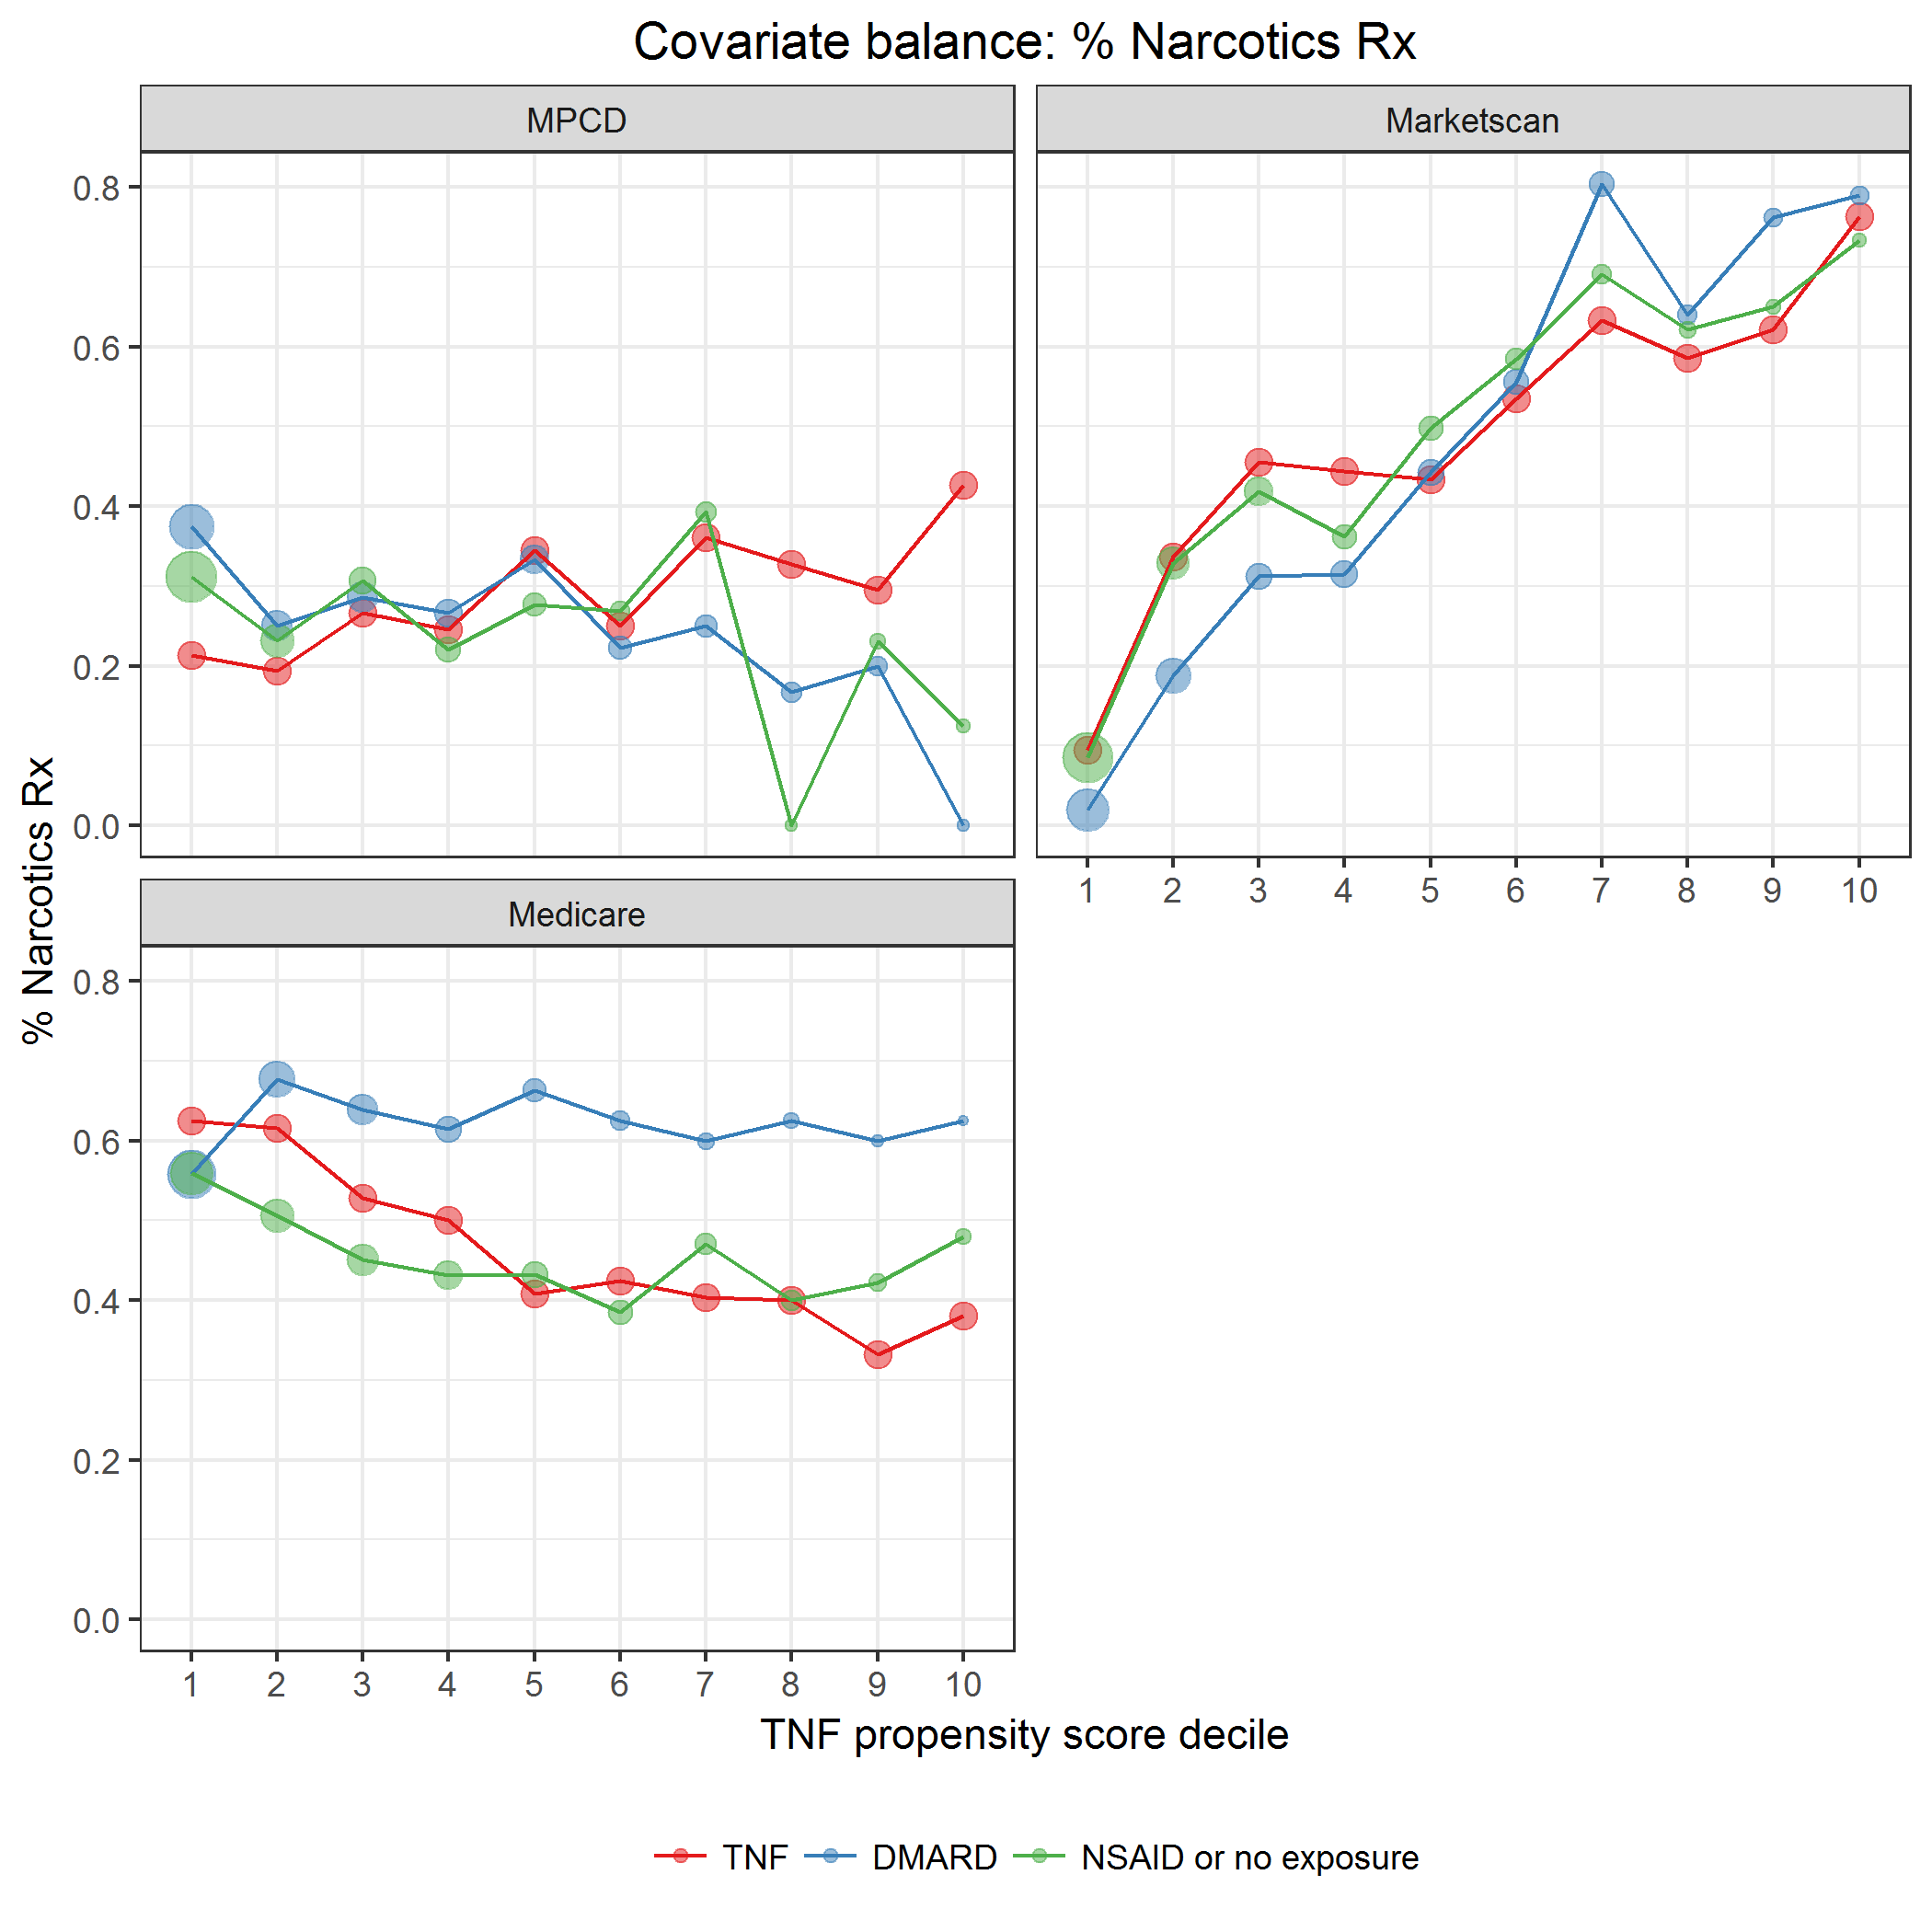 Covariate balance: % Narcotics Rx
MPCD
Marketscan
0.8
0.6
0.4
0.2
0.0
1 2 3 4 5 6 7 8 9 10
Medicare
0.8
0.6
0.4
0.2
0.0
1 2 3 4 5 6 7 8 9 10
% Narcotics Rx
TNF propensity score decile
TNF DMARD NSAID or no exposure